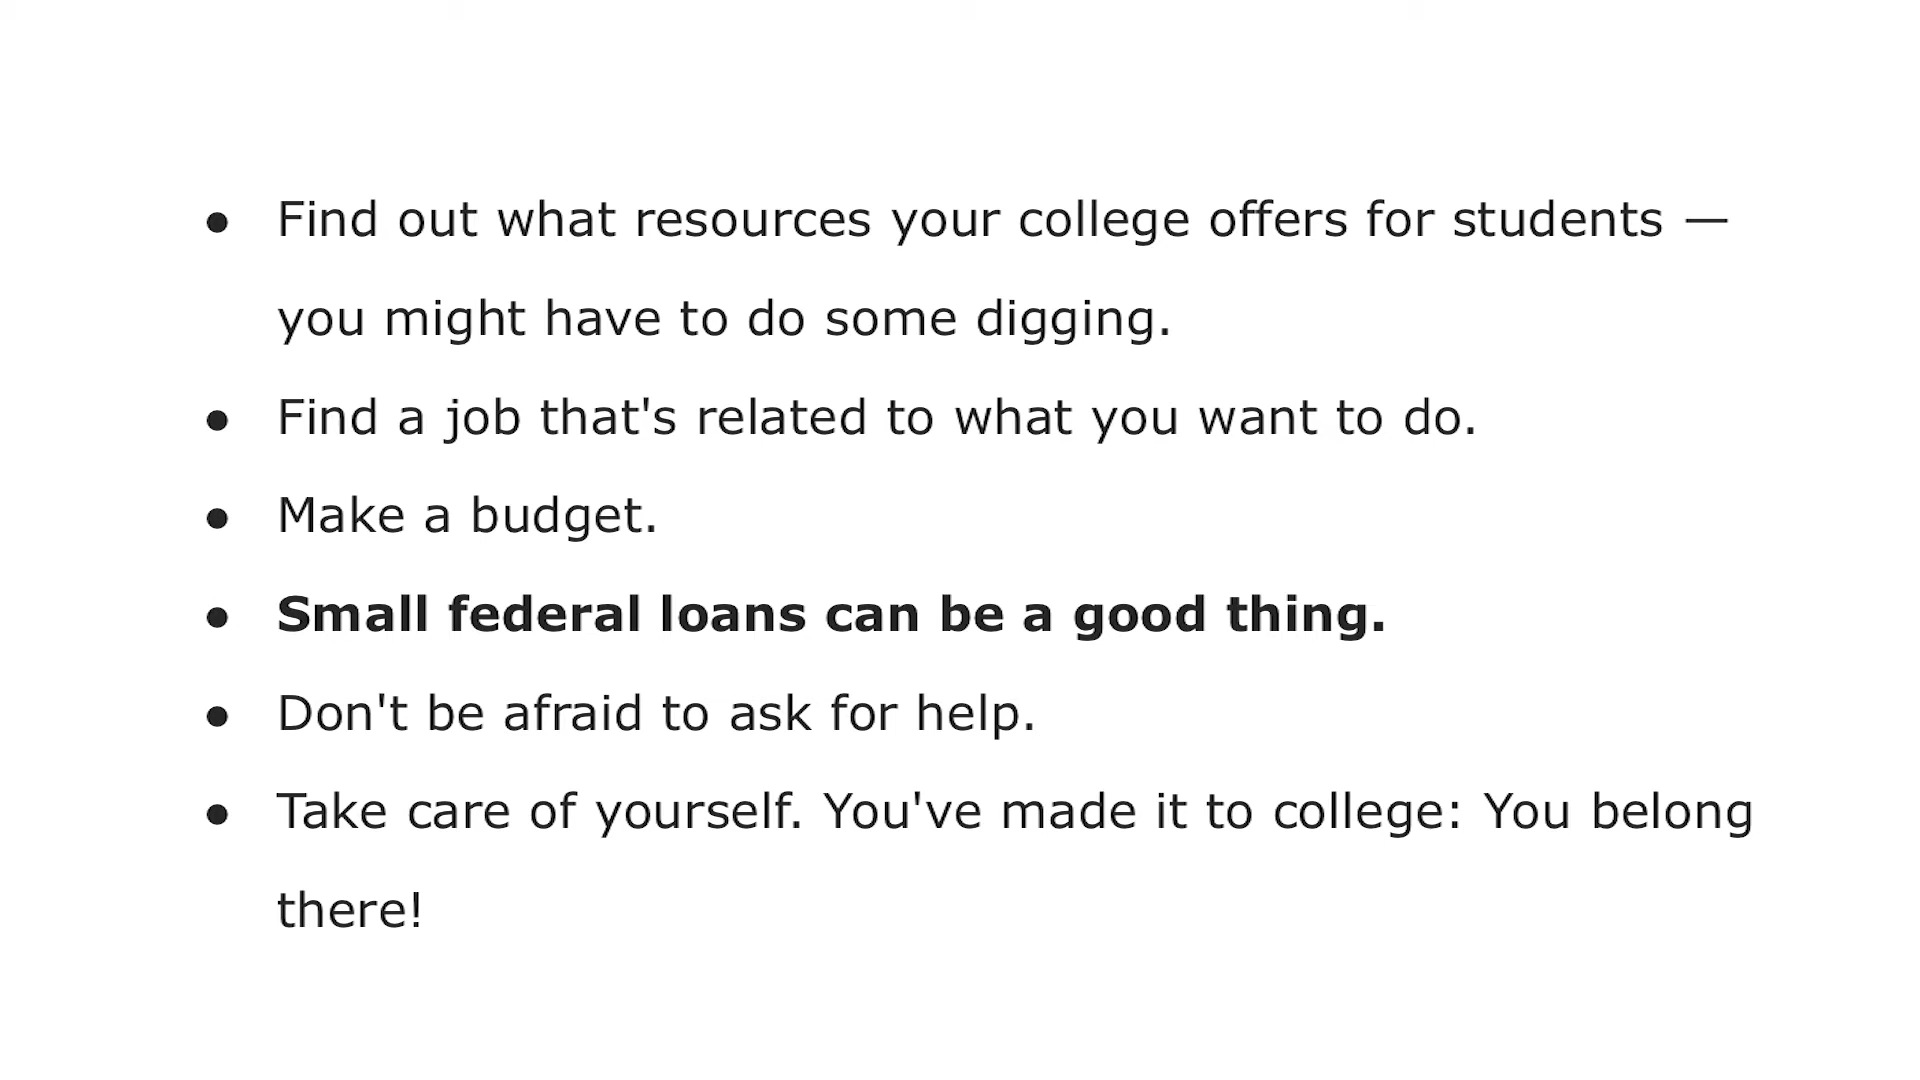 ● Find out what resources your college offers for students —
you might have to do some digging.
● Find a job that's related to what you want to do.
● Make a budget.
● Small federal loans can be a good thing.
● Don't be afraid to ask for help.
● Take care of yourself. You've made it to college: You belong
there!